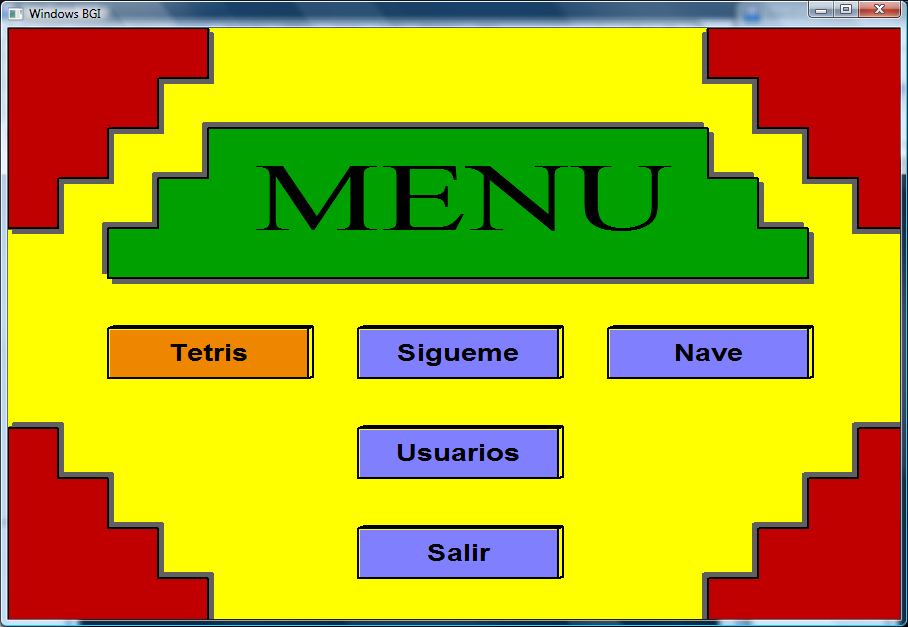 Windows BGI
MENU
Tetris
Sigueme
Nave
Usuarios
Salir